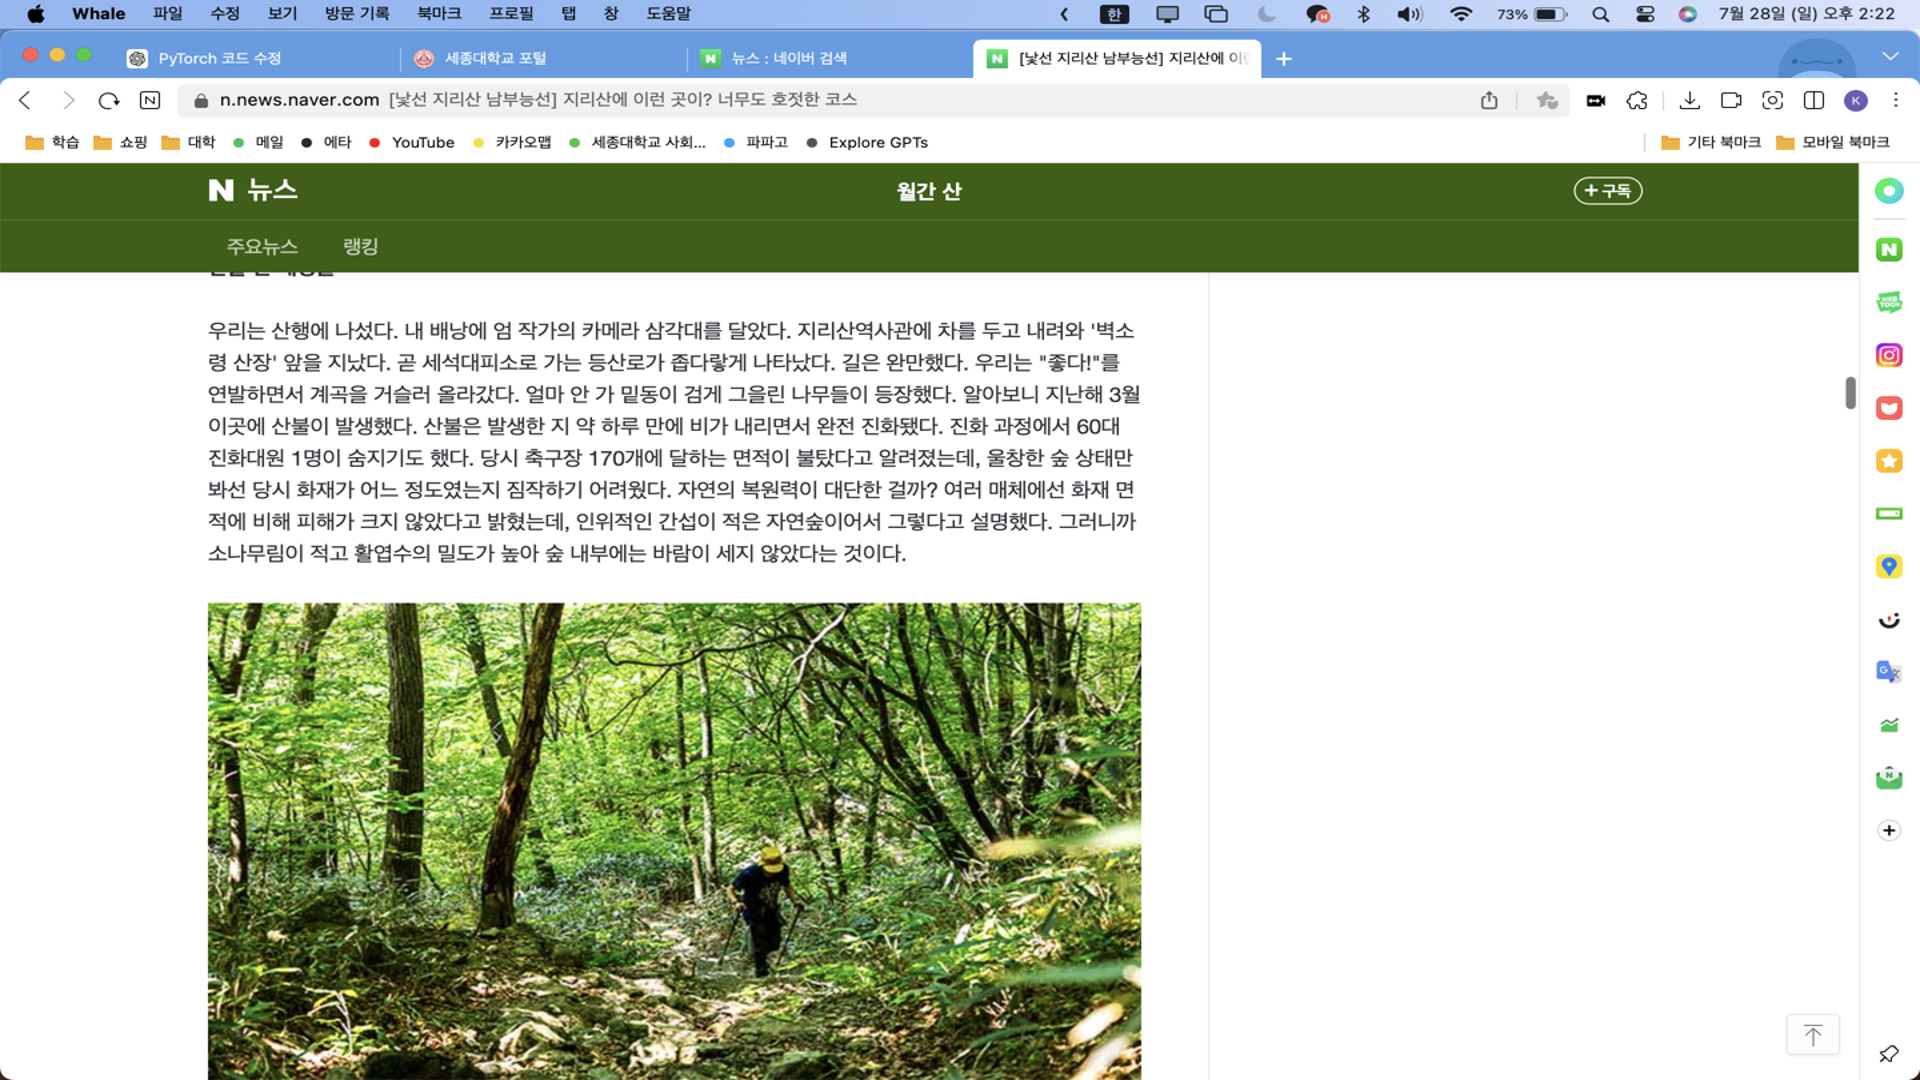 Whale 파일 수정 보기 방문 기록 북마크 프로필 탭 창 도움말 한 73% 7월 28일 (일) 오후 2:22
PyTorch 코드 수정 세종대학교 포털 뉴스 : 네이버 검색 [낯선 지리산 남부능선] 지리산에 이런
n.news.naver.com [낯선 지리산 남부능선] 지리산에 이런 곳이? 너무도 호젓한 코스 K
학습 쇼핑 대학 메일 에타 YouTube 카카오맵 세종대학교 사회... 파파고 Explore GPTs 기타 북마크 모바일 북마크
N 뉴스 월간 산 + 구독
주요뉴스 랭킹
우리는 산행에 나섰다. 내 배낭에 엄 작가의 카메라 삼각대를 달았다. 지리산역사관에 차를 두고 내려와 '벽소
령 산장' 앞을 지났다. 곧 세석대피소로 가는 등산로가 좁다랗게 나타났다. 길은 완만했다. 우리는 "좋다!"를
연발하면서 계곡을 거슬러 올라갔다. 얼마 안 가 밑동이 검게 그을린 나무들이 등장했다. 알아보니 지난해 3월
이곳에 산불이 발생했다. 산불은 발생한 지 약 하루 만에 비가 내리면서 완전 진화됐다. 진화 과정에서 60대
진화대원 1명이 숨지기도 했다. 당시 축구장 170개에 달하는 면적이 불탔다고 알려졌는데, 울창한 숲 상태만
봐선 당시 화재가 어느 정도였는지 짐작하기 어려웠다. 자연의 복원력이 대단한 걸까? 여러 매체에선 화재 면
적에 비해 피해가 크지 않았다고 밝혔는데, 인위적인 간섭이 적은 자연숲이어서 그렇다고 설명했다. 그러니까
소나무림이 적고 활엽수의 밀도가 높아 숲 내부에는 바람이 세지 않았다는 것이다.